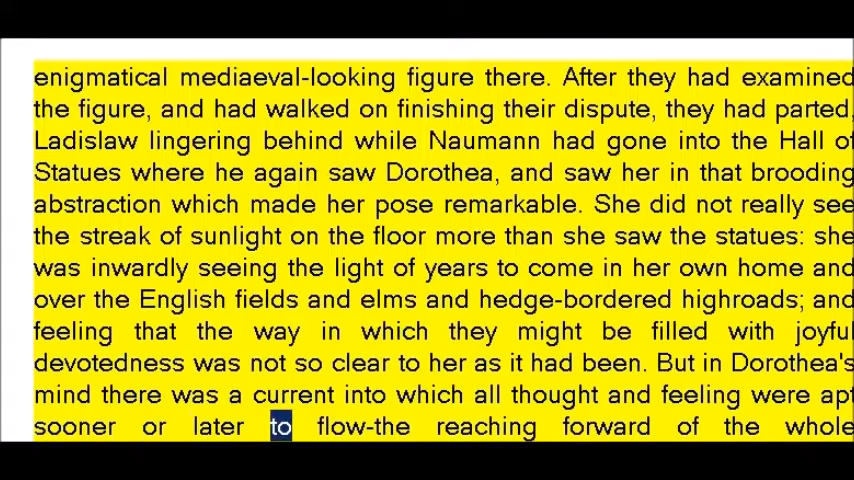 enigmatical mediaeval-looking figure there. After they had examined
the figure, and had walked on finishing their dispute, they had parted,
Ladislaw lingering behind while Naumann had gone into the Hall of
Statues where he again saw Dorothea, and saw her in that brooding
abstraction which made her pose remarkable. She did not really see
the streak of sunlight on the floor more than she saw the statues: she
was inwardly seeing the light of years to come in her own home and
over the English fields and elms and hedge-bordered highroads; and
feeling that the way in which they might be filled with joyful
devotedness was not so clear to her as it had been. But in Dorothea's
mind there was a current into which all thought and feeling were apt
sooner or later to flow-the reaching forward of the whole